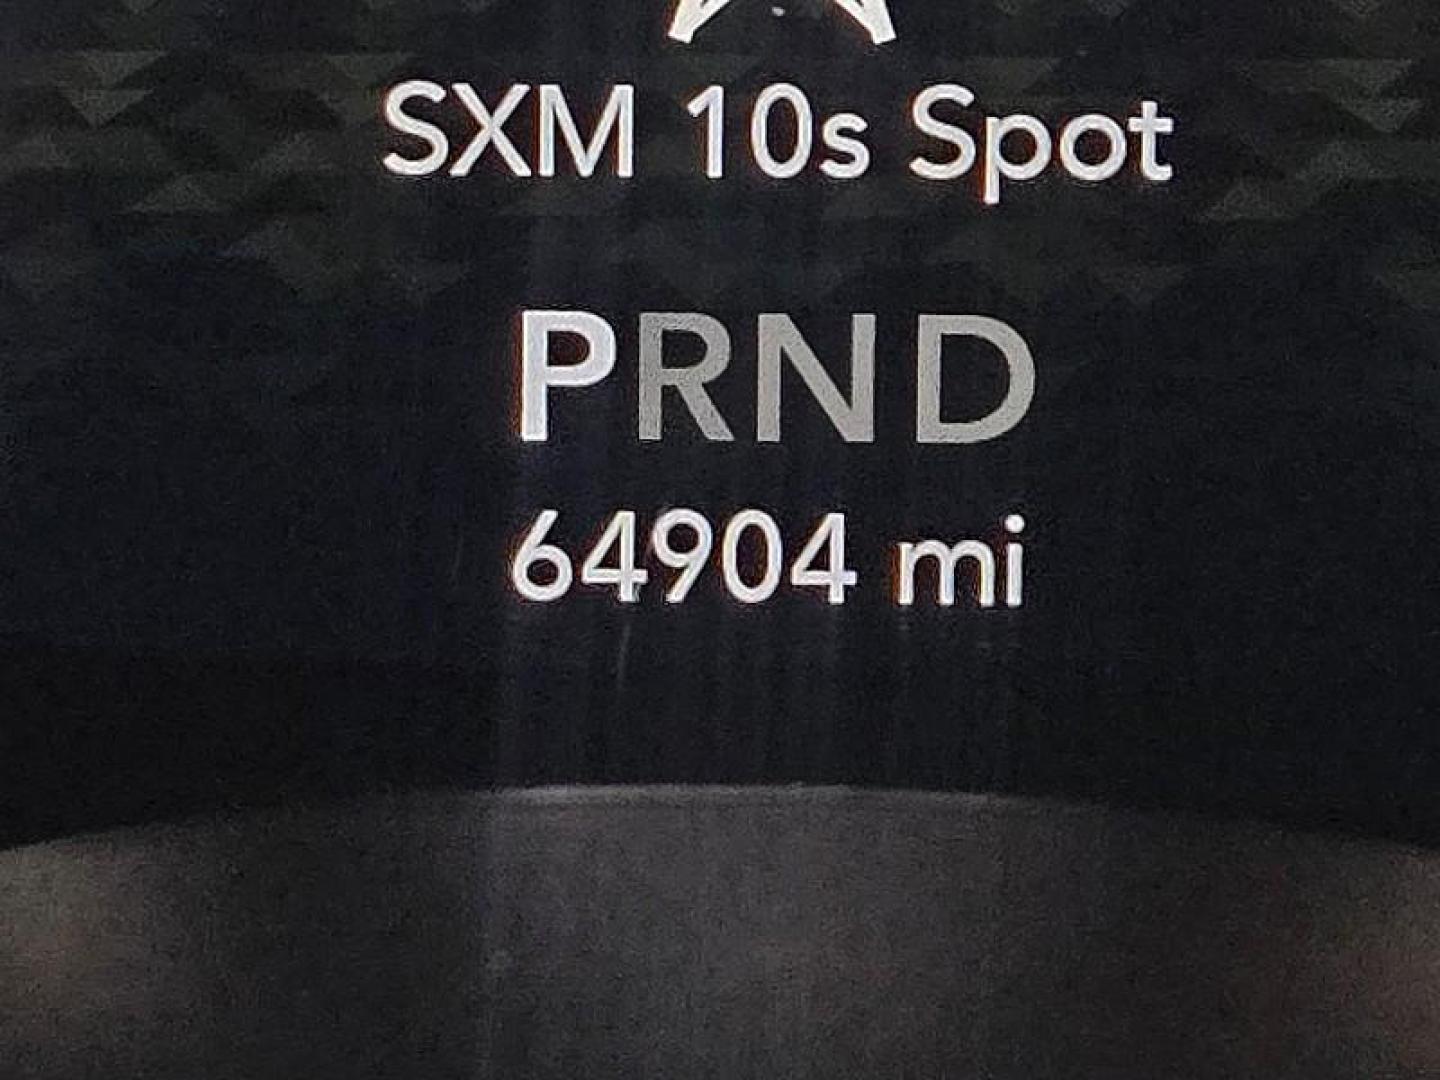 SXM 10s Spot
PRND
64904 mi